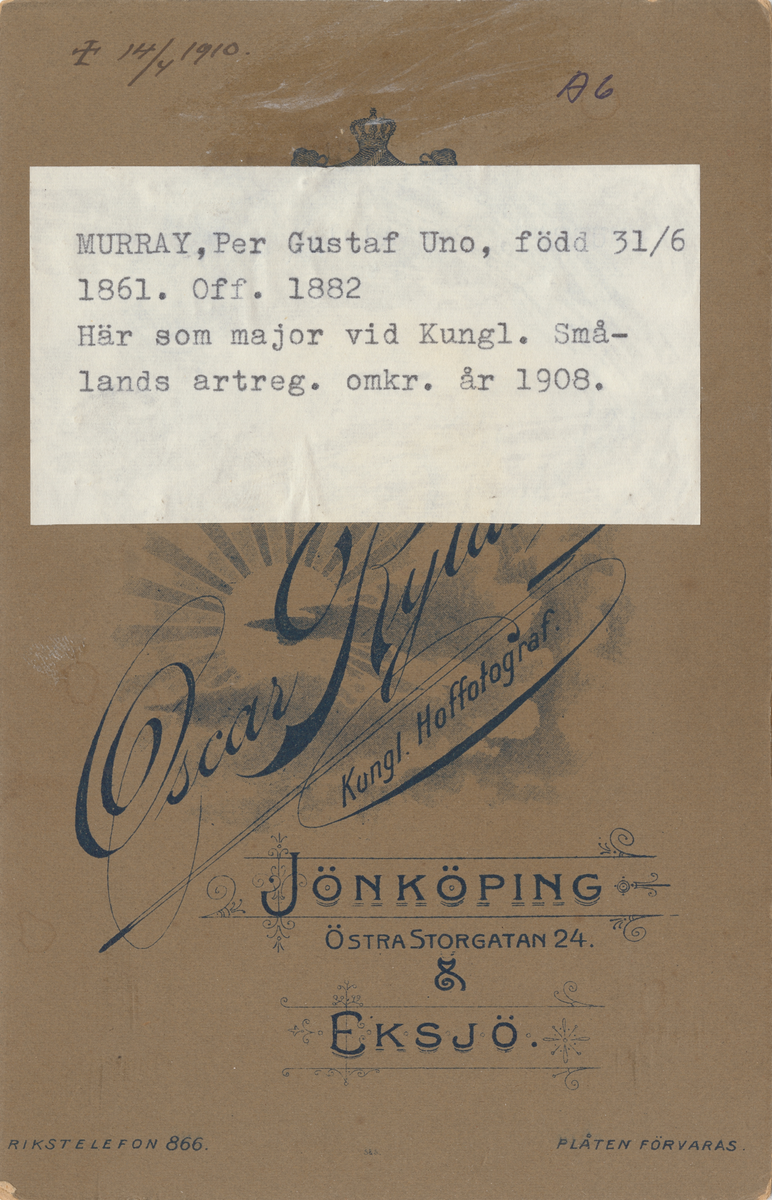 14/4 1910.
A6
MURRAY, Per Gustaf Uno, född 31/6
1861. Off. 1882
Här som major vid Kungl. Små-
lands artreg. omkr. år 1908.
Oscar
Kungl. Hoffotograf.
JÖNKÖPING
ÖSTRA STORGATAN 24.
&
EKSJÖ.
RIKSTELEFON 866.
PLÅTEN FÖRVARAS.